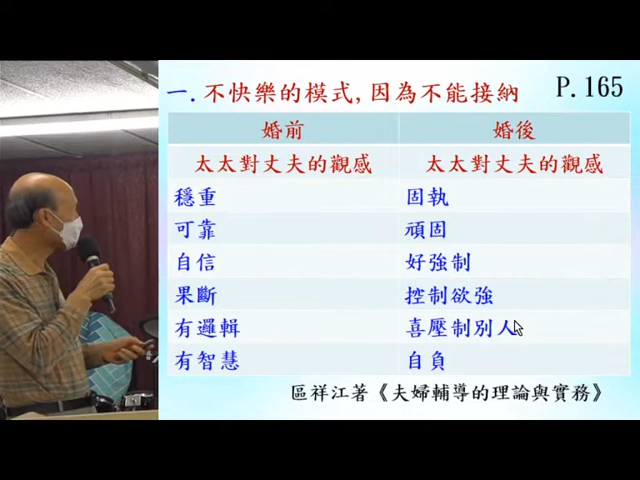 一. 不快樂的模式, 因為不能接納 P. 165
婚前 婚後
太太對丈夫的觀感 太太對丈夫的觀感
穩重 固執
可靠 頑固
自信 好強制
果斷 控制欲強
有邏輯 喜壓制別人
有智慧 自負
區祥江著《夫婦輔導的理論與實務》